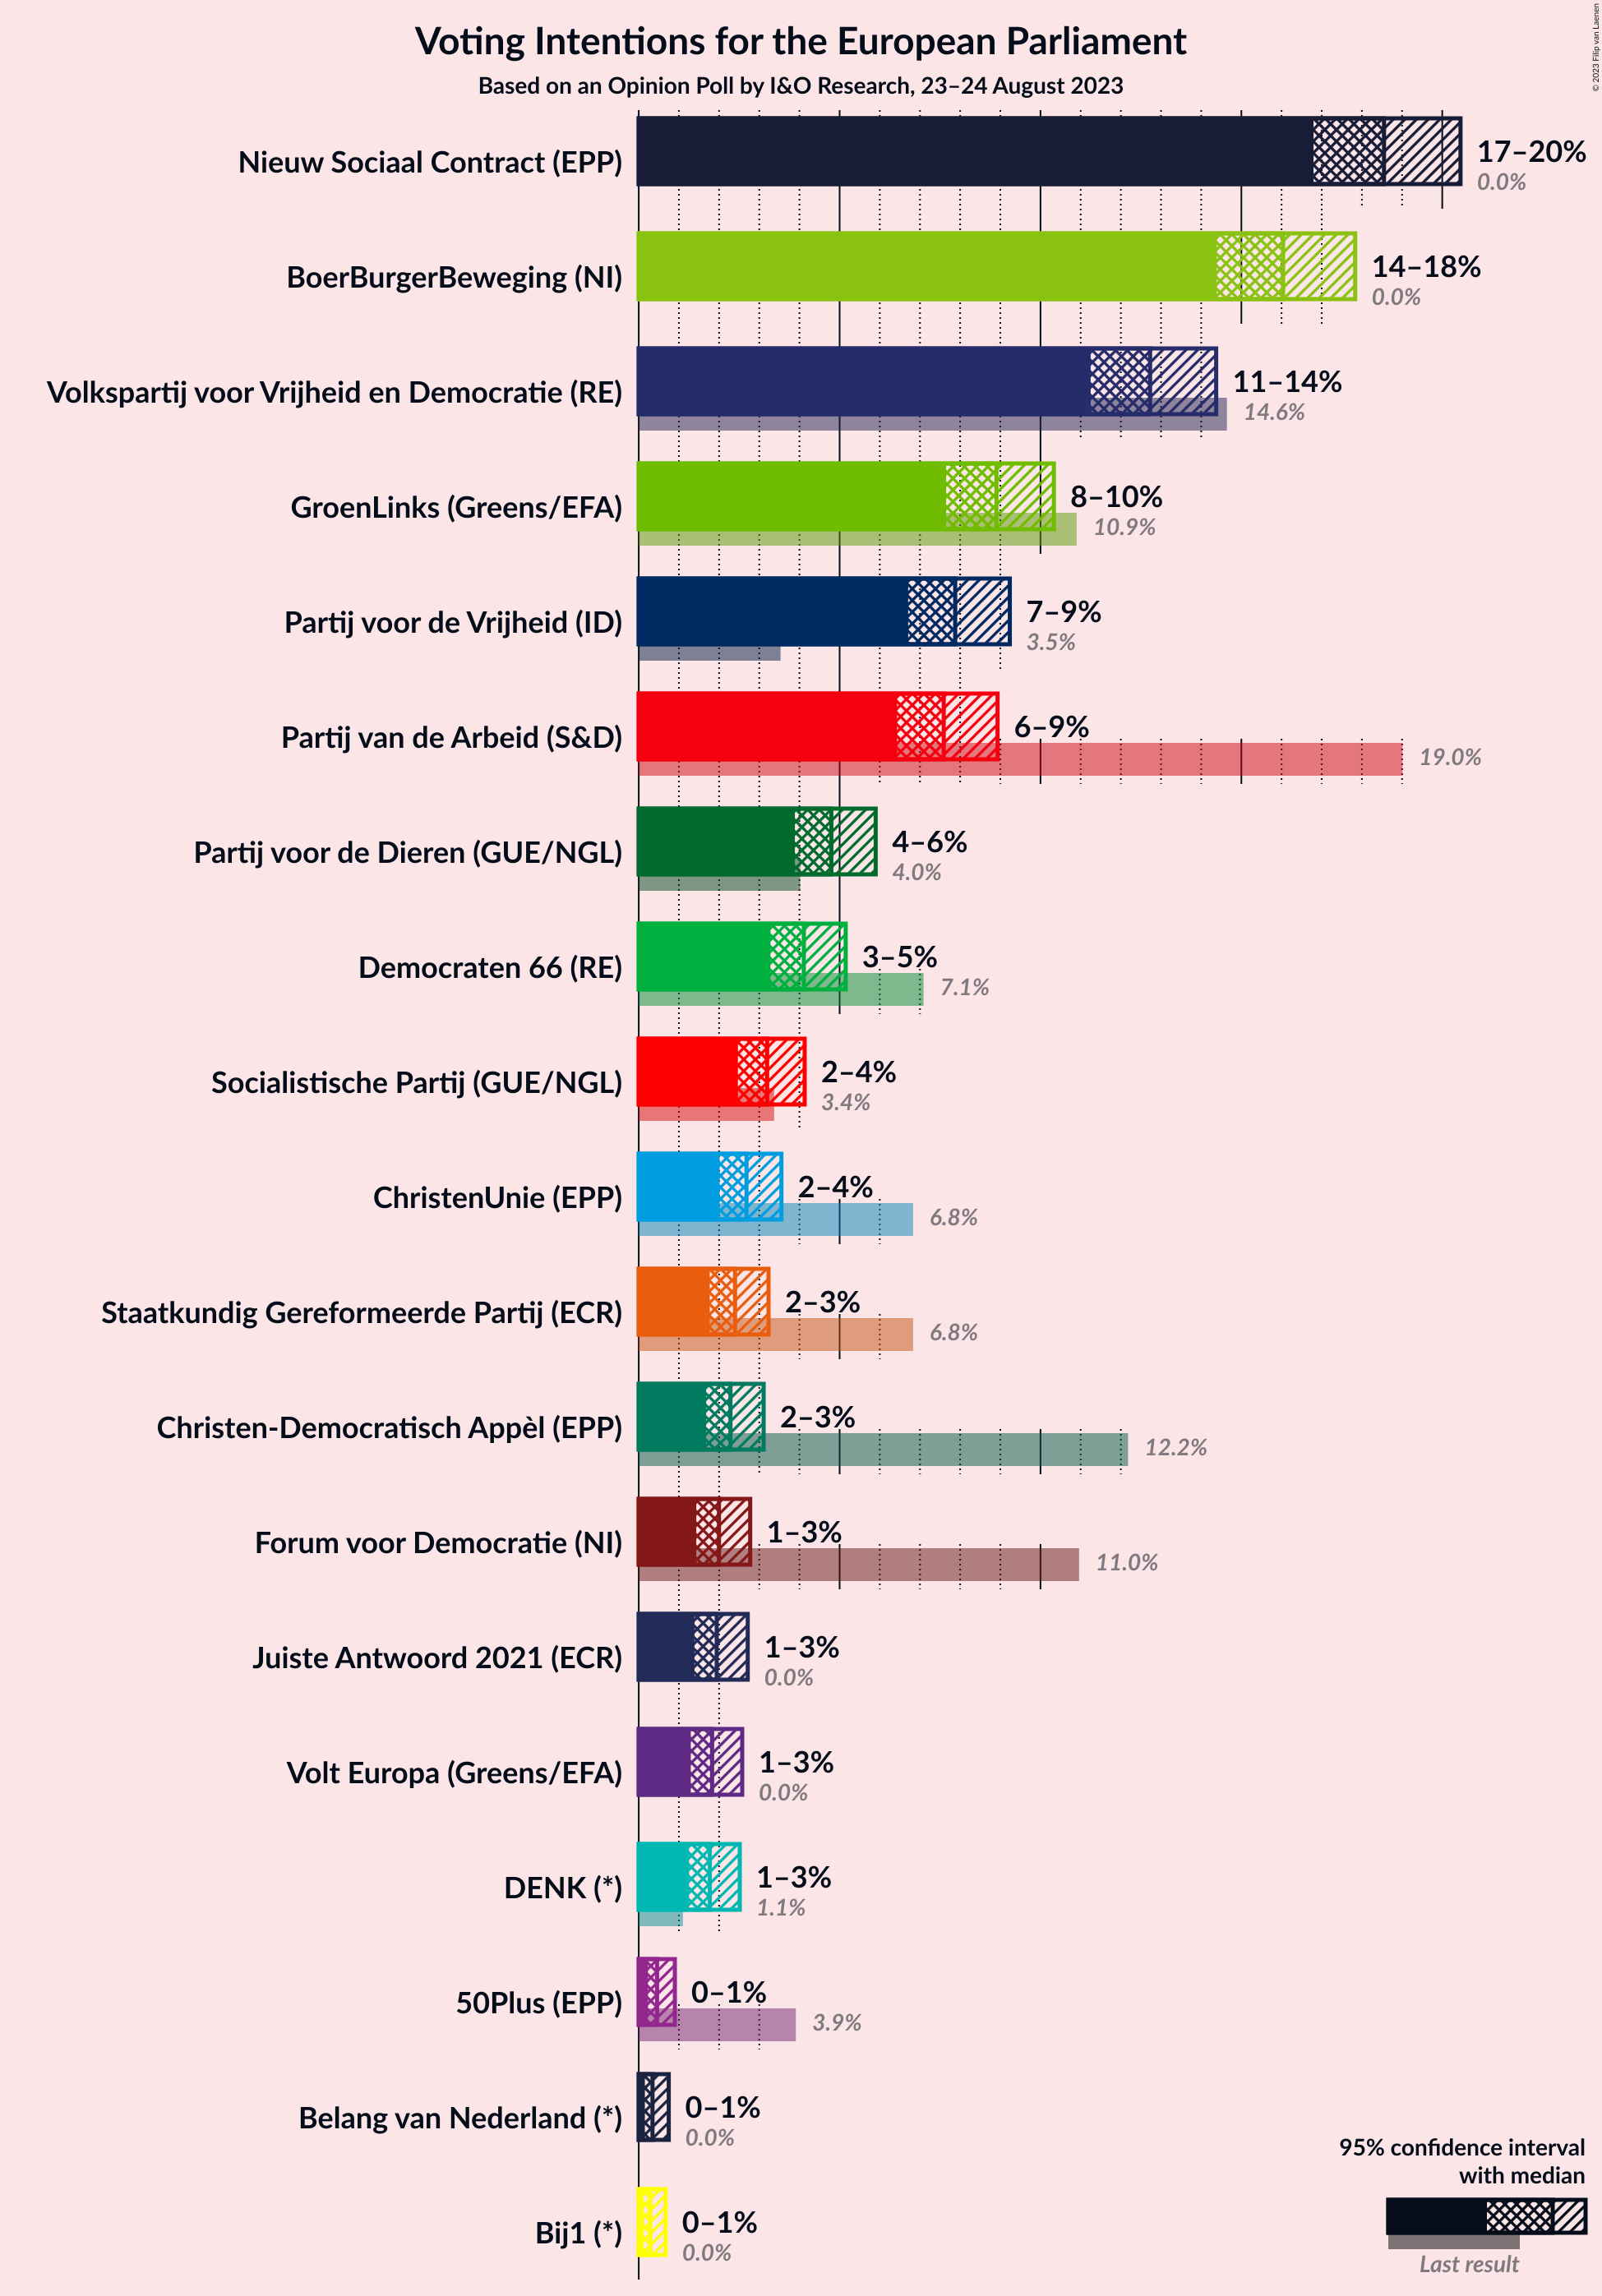 Voting Intentions for the European Parliament
Based on an Opinion Poll by I&O Research, 23–24 August 2023
© 2023 Filip van Laenen
Nieuw Sociaal Contract (EPP)
17–20%
0.0%
BoerBurgerBeweging (NI)
14–18%
0.0%
Volkspartij voor Vrijheid en Democratie (RE)
11–14%
14.6%
GroenLinks (Greens/EFA)
8–10%
10.9%
Partij voor de Vrijheid (ID)
7–9%
3.5%
Partij van de Arbeid (S&D)
6–9%
19.0%
Partij voor de Dieren (GUE/NGL)
4–6%
4.0%
Democraten 66 (RE)
3–5%
7.1%
Socialistische Partij (GUE/NGL)
2–4%
3.4%
ChristenUnie (EPP)
2–4%
6.8%
Staatkundig Gereformeerde Partij (ECR)
2–3%
6.8%
Christen-Democratisch Appèl (EPP)
2–3%
12.2%
Forum voor Democratie (NI)
1–3%
11.0%
Juiste Antwoord 2021 (ECR)
1–3%
0.0%
Volt Europa (Greens/EFA)
1–3%
0.0%
DENK (*)
1–3%
1.1%
50Plus (EPP)
0–1%
3.9%
Belang van Nederland (*)
0–1%
0.0%
Bij1 (*)
0–1%
0.0%
95% confidence interval
with median
Last result